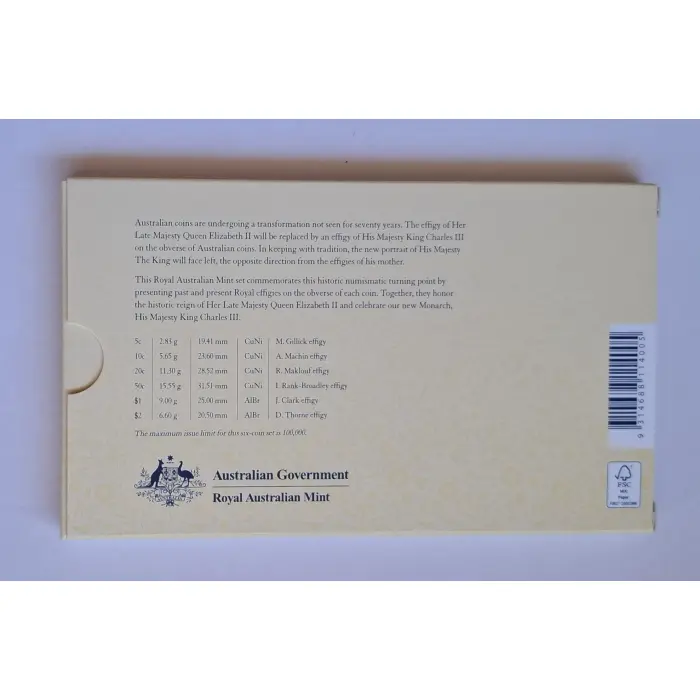 Australian coins are undergoing a transformation not seen for seventy years. The effigy of Her
Late Majesty Queen Elizabeth II will be replaced by an effigy of His Majesty King Charles III
on the obverse of Australian coins. In keeping with tradition, the new portrait of His Majesty
The King will face left, the opposite direction from the effigies of his mother.
This Royal Australian Mint set commemorates this historic numismatic turning point by
presenting past and present Royal effigies on the obverse of each coin. Together, they honor
the historic reign of Her Late Majesty Queen Elizabeth II and celebrate our new Monarch,
His Majesty King Charles III.
5c 2.83 g 19.41 mm CuNi M. Gillick effigy
10c 5.65 g 23.60 mm CuNi A. Machin effigy
20c 11.30 g 28.52 mm CuNi R. Maklouf effigy
50c 15.55 g 31.51 mm CuNi I. Rank-Broadley effigy
$1 9.00 g 25.00 mm AlBr J. Clark effigy
$2 6.60 g 20.50 mm AlBr D. Thorne effigy
The maximum issue limit for this six-coin set is 100,000.
Australian Government
Royal Australian Mint
9 314688 114005
FSC
MIX
Paper